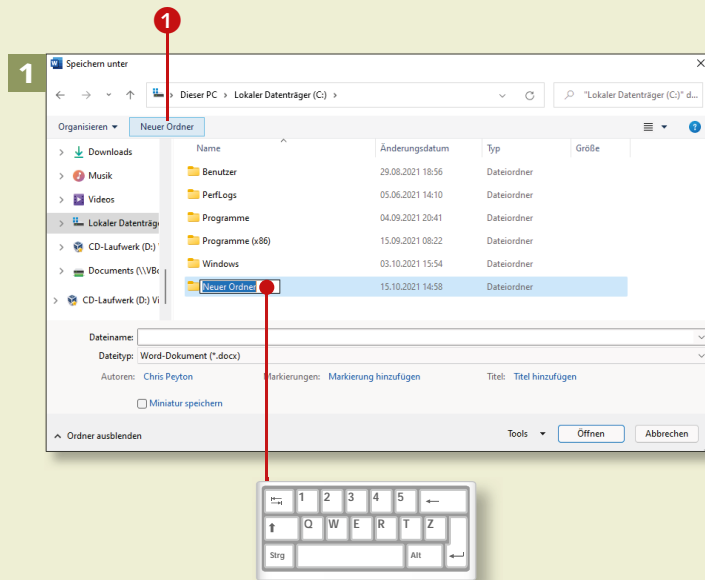 1
1
Speichern unter
Dieser PC > Lokaler Datenträger (C:) >
"Lokaler Datenträger (C:)" d...
Organisieren
Neuer Ordner
?
Name Änderungsdatum Typ Größe
Downloads
Musik
Videos
Lokaler Datenträg
CD-Laufwerk (D:)
Documents (\\VBo
CD-Laufwerk (D:) Vi
Benutzer 29.08.2021 18:56 Dateiordner
PerfLogs 05.06.2021 14:10 Dateiordner
Programme 04.09.2021 20:41 Dateiordner
Programme (x86) 15.09.2021 08:22 Dateiordner
Windows 03.10.2021 15:54 Dateiordner
Neuer Ordner 15.10.2021 14:58 Dateiordner
Dateiname:
Dateityp: Word-Dokument (*.docx)
Autoren: Chris Peyton Markierungen: Markierung hinzufügen Titel: Titel hinzufügen
Miniatur speichern
Ordner ausblenden
Tools Öffnen Abbrechen
1 2 3 4 5
Q W E R T Z
Strg Alt